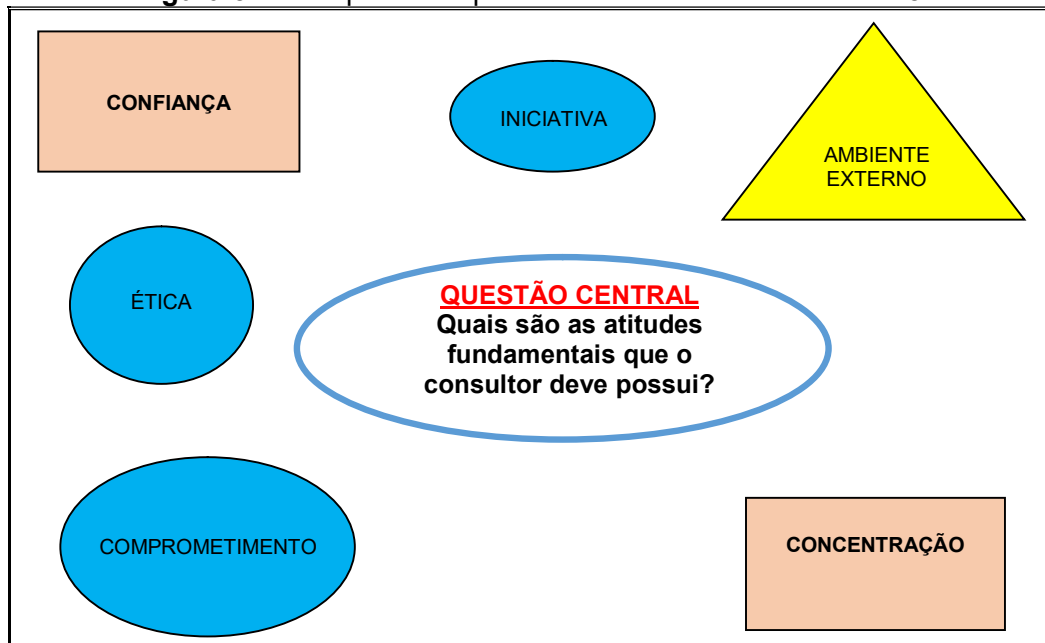 CONFIANÇA
INICIATIVA
AMBIENTE
EXTERNO
ÉTICA
QUESTÃO CENTRAL
Quais são as atitudes
fundamentais que o
consultor deve possui?
COMPROMETIMENTO
CONCENTRAÇÃO